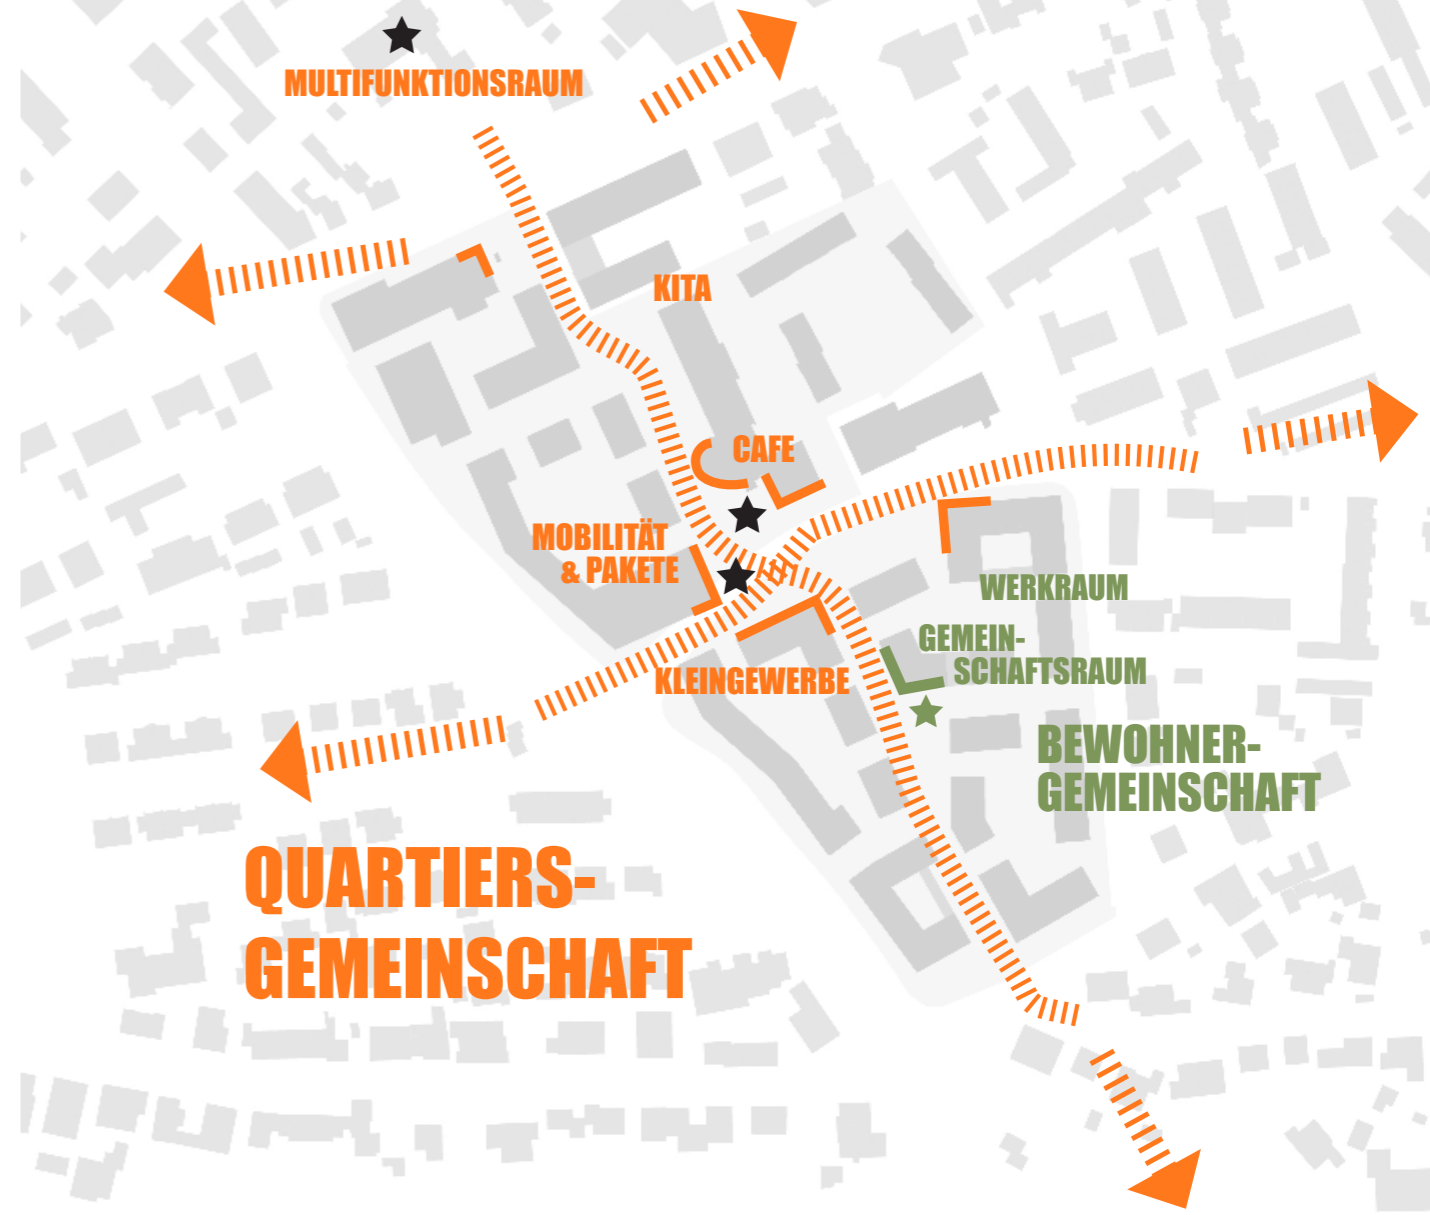 MULTIFUNKTIONSRAUM
KITA
CAFE
MOBILITÄT
& PAKETE
WERKRAUM
GEMEIN-
SCHAFTSRAUM
KLEINGEWERBE
BEWOHNER-
GEMEINSCHAFT
QUARTIERS-
GEMEINSCHAFT